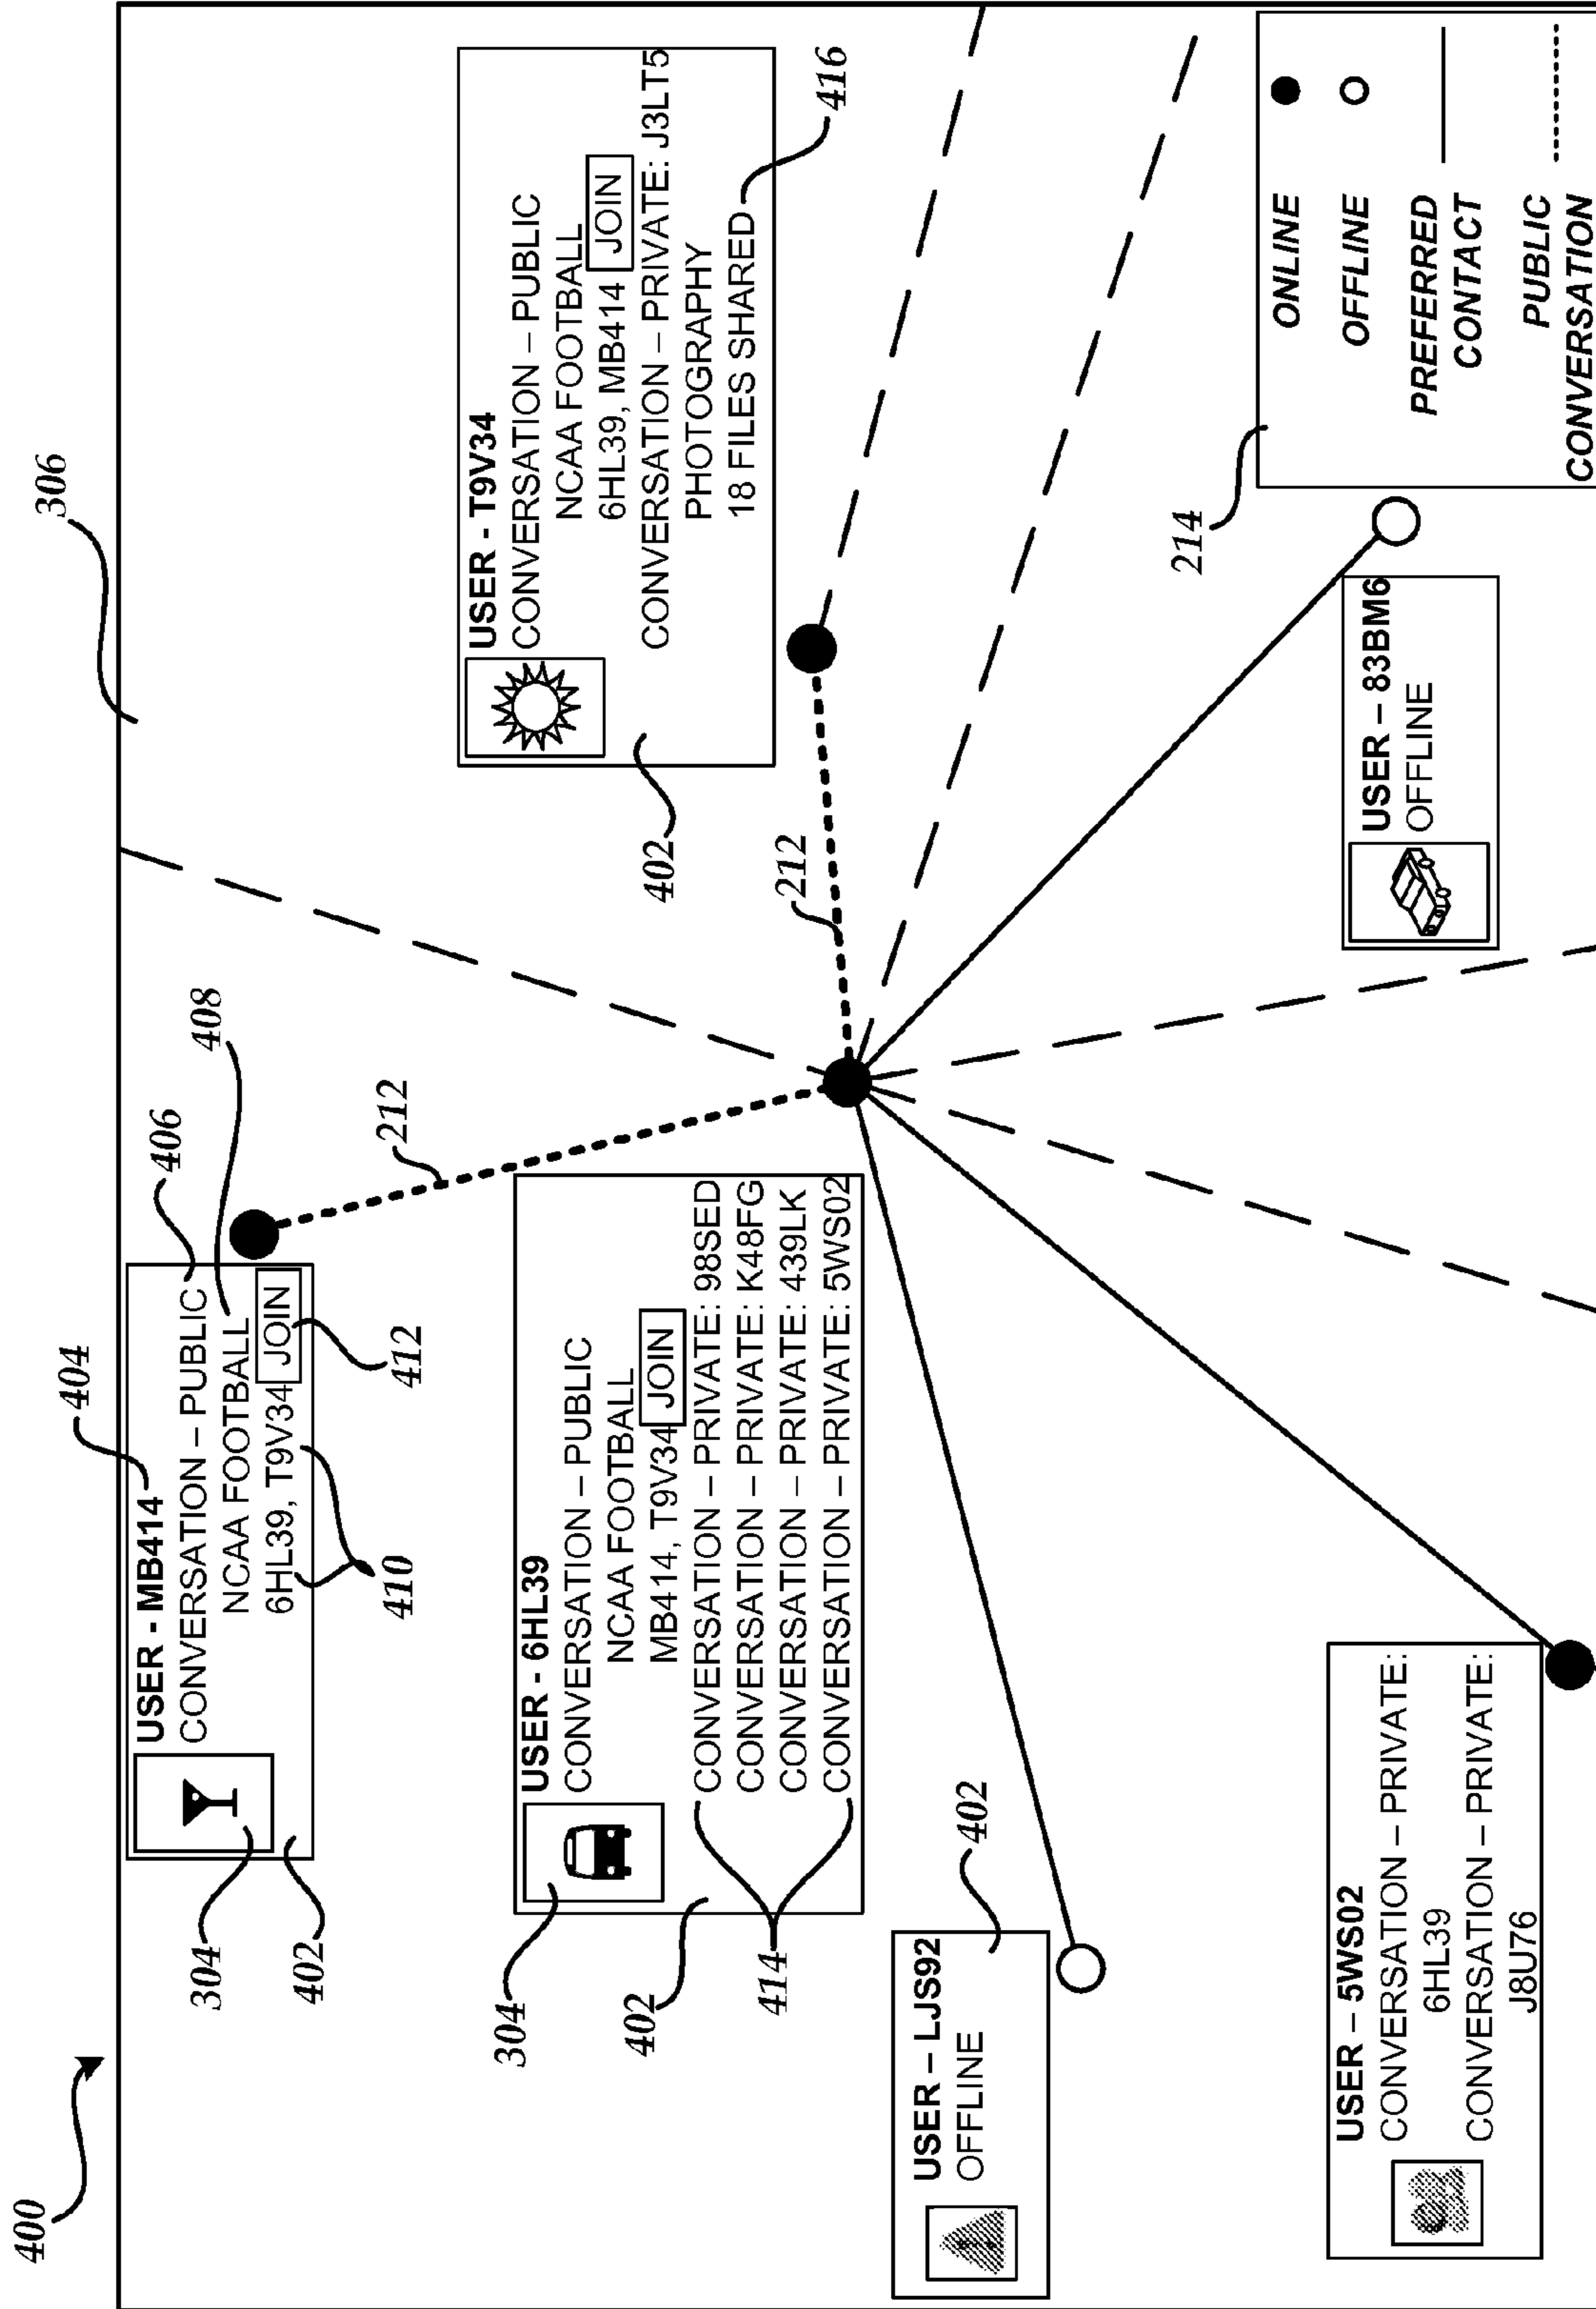 400
306
404
USER - MB414
CONVERSATION – PUBLIC
NCAA FOOTBALL
6HL39, T9V34 JOIN
406
408
304
402
410
412
212
USER - 6HL39
CONVERSATION – PUBLIC
NCAA FOOTBALL
MB414, T9V34 JOIN
CONVERSATION – PRIVATE: 98SED
CONVERSATION – PRIVATE: K48FG
CONVERSATION – PRIVATE: 439LK
CONVERSATION – PRIVATE: 5WS02
304
402
414
USER - T9V34
CONVERSATION – PUBLIC
NCAA FOOTBALL
6HL39, MB414 JOIN
CONVERSATION – PRIVATE: J3LT5
PHOTOGRAPHY
18 FILES SHARED
402
416
212
USER – LJS92
OFFLINE
402
USER – 5WS02
CONVERSATION – PRIVATE:
6HL39
CONVERSATION – PRIVATE:
J8U76
USER – 83BM6
OFFLINE
214
ONLINE
OFFLINE
PREFERRED
CONTACT
PUBLIC
CONVERSATION